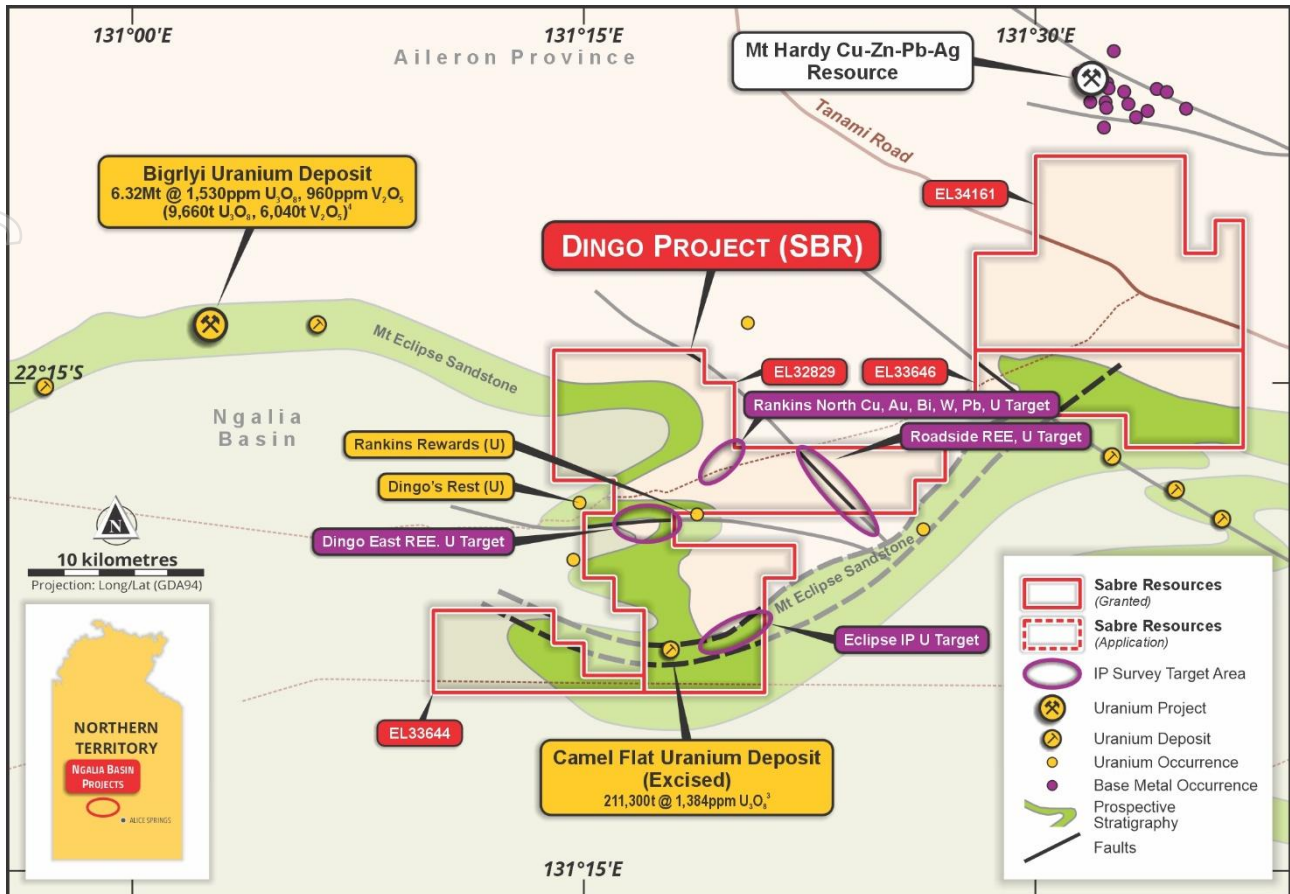 131°00'E
131°15'E
131°30'E
Aileron Province
Mt Hardy Cu-Zn-Pb-Ag
Resource
Tanami Road
Bigrlyi Uranium Deposit
6.32Mt @ 1,530ppm U₃O₈, 960ppm V₂O₅
(9,660t U₃O₈, 6,040t V₂O₅)⁴
EL34161
DINGO PROJECT (SBR)
Mt Eclipse Sandstone
22°15'S
EL32829
EL33646
Ngalia
Basin
Rankins North Cu, Au, Bi, W, Pb, U Target
Rankins Rewards (U)
Roadside REE, U Target
Dingo's Rest (U)
Dingo East REE. U Target
N
10 kilometres
Projection: Long/Lat (GDA94)
Mt Eclipse Sandstone
Eclipse IP U Target
EL33644
Camel Flat Uranium Deposit
(Excised)
211,300t @ 1,384ppm U₃O₈³
131°15'E
NORTHERN
TERRITORY
NGALIA BASIN
PROJECTS
ALICE SPRINGS
Sabre Resources
(Granted)
Sabre Resources
(Application)
IP Survey Target Area
Uranium Project
Uranium Deposit
Uranium Occurrence
Base Metal Occurrence
Prospective
Stratigraphy
Faults